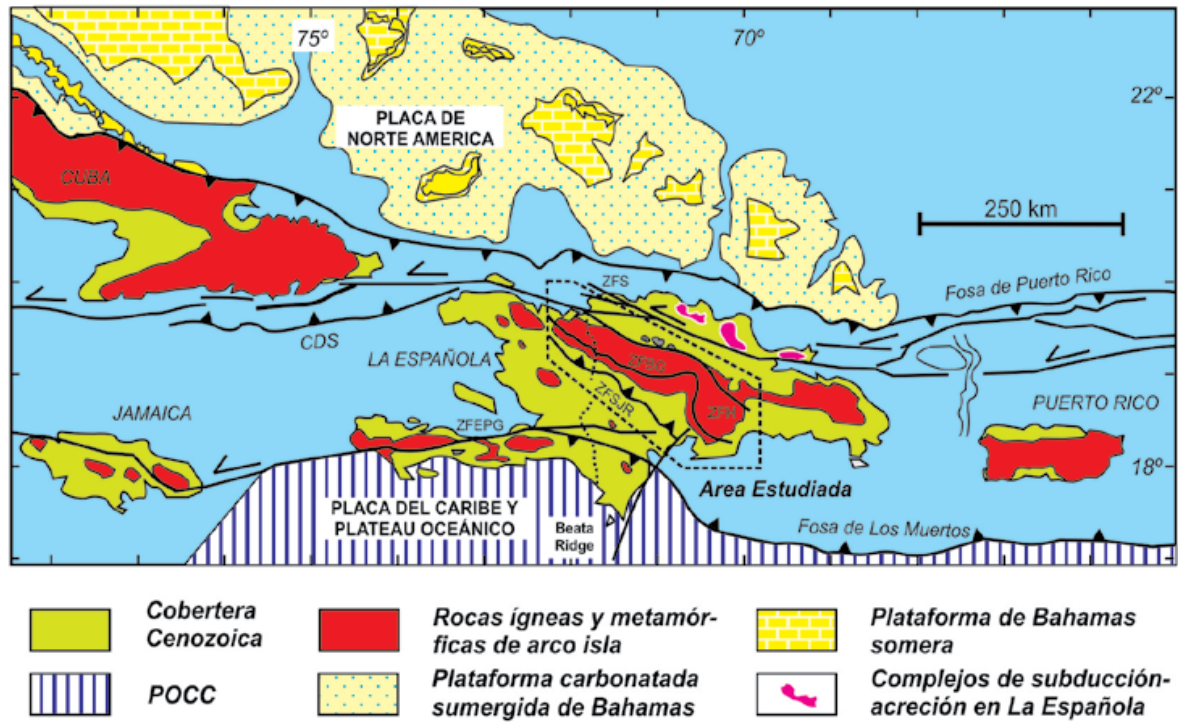 75º
70º
22º
PLACA DE
NORTE AMERICA
CUBA
250 km
ZFS
Fosa de Puerto Rico
CDS
LA ESPAÑOLA
ZFBG
ZFSJR
ZFH
JAMAICA
ZFEPG
PUERTO RICO
18º
Area Estudiada
PLACA DEL CARIBE Y
PLATEAU OCEÁNICO
Beata
Ridge
Fosa de Los Muertos
Cobertera
Cenozoica
Rocas ígneas y metamór-
ficas de arco isla
Plataforma de Bahamas
somera
POCC
Plataforma carbonatada
sumergida de Bahamas
Complejos de subducción-
acreción en La Española